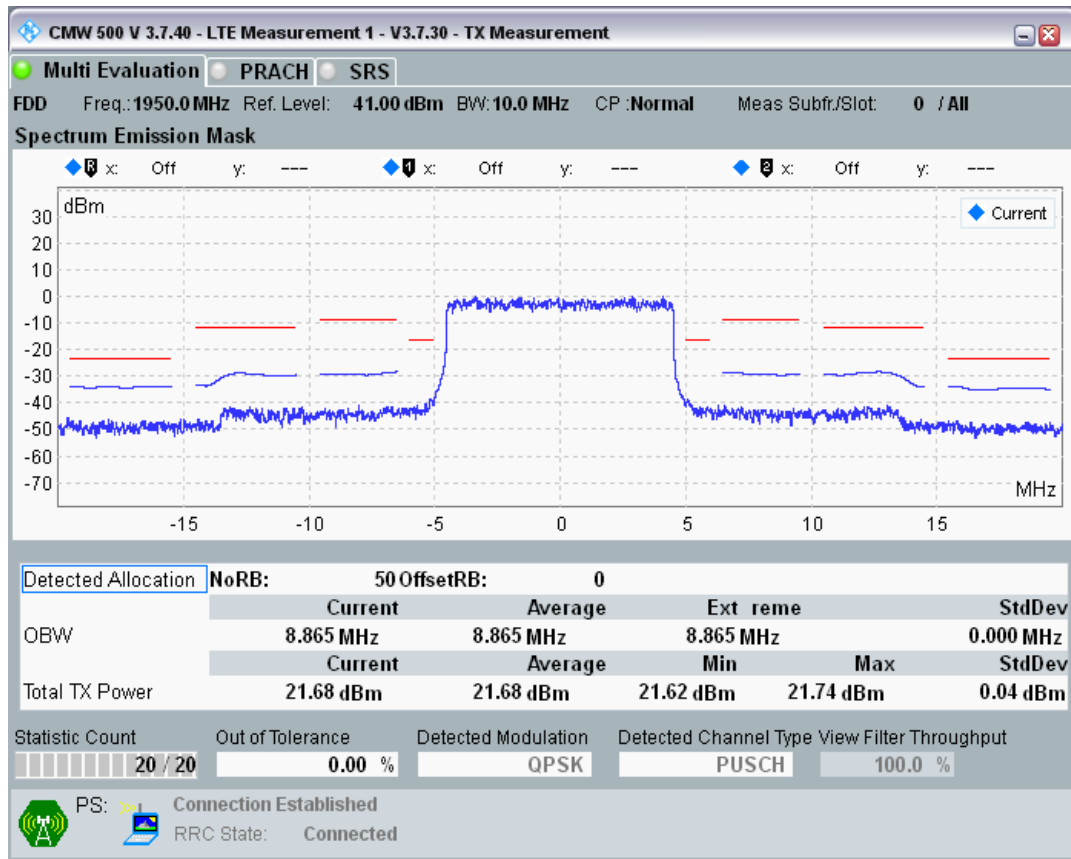 CMW 500 V 3.7.40 - LTE Measurement 1 - V3.7.30 - TX Measurement
Multi Evaluation PRACH SRS
FDD Freq.: 1950.0 MHz Ref. Level: 41.00 dBm BW: 10.0 MHz CP : Normal Meas Subfr./Slot: 0 / All
Spectrum Emission Mask
R x: Off y: --- 1 x: Off y: --- 2 x: Off y: ---
dBm
Current
30
20
10
0
-10
-20
-30
-40
-50
-60
-70
MHz
-15 -10 -5 0 5 10 15
Detected Allocation NoRB: 50 OffsetRB: 0
Current Average Ext reme StdDev
OBW 8.865 MHz 8.865 MHz 8.865 MHz 0.000 MHz
Current Average Min Max StdDev
Total TX Power 21.68 dBm 21.68 dBm 21.62 dBm 21.74 dBm 0.04 dBm
Statistic Count Out of Tolerance Detected Modulation Detected Channel Type View Filter Throughput
20 / 20 0.00 % QPSK PUSCH 100.0 %
PS: Connection Established
RRC State: Connected